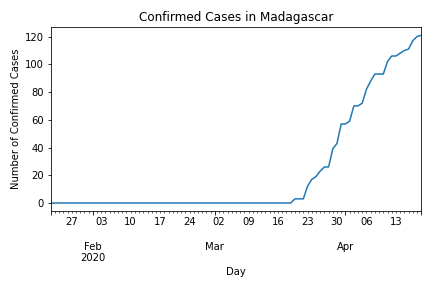 Confirmed Cases in Madagascar
Number of Confirmed Cases
120
100
80
60
40
20
0
27 03 10 17 24 02 09 16 23 30 06 13
Feb Mar Apr
2020
Day